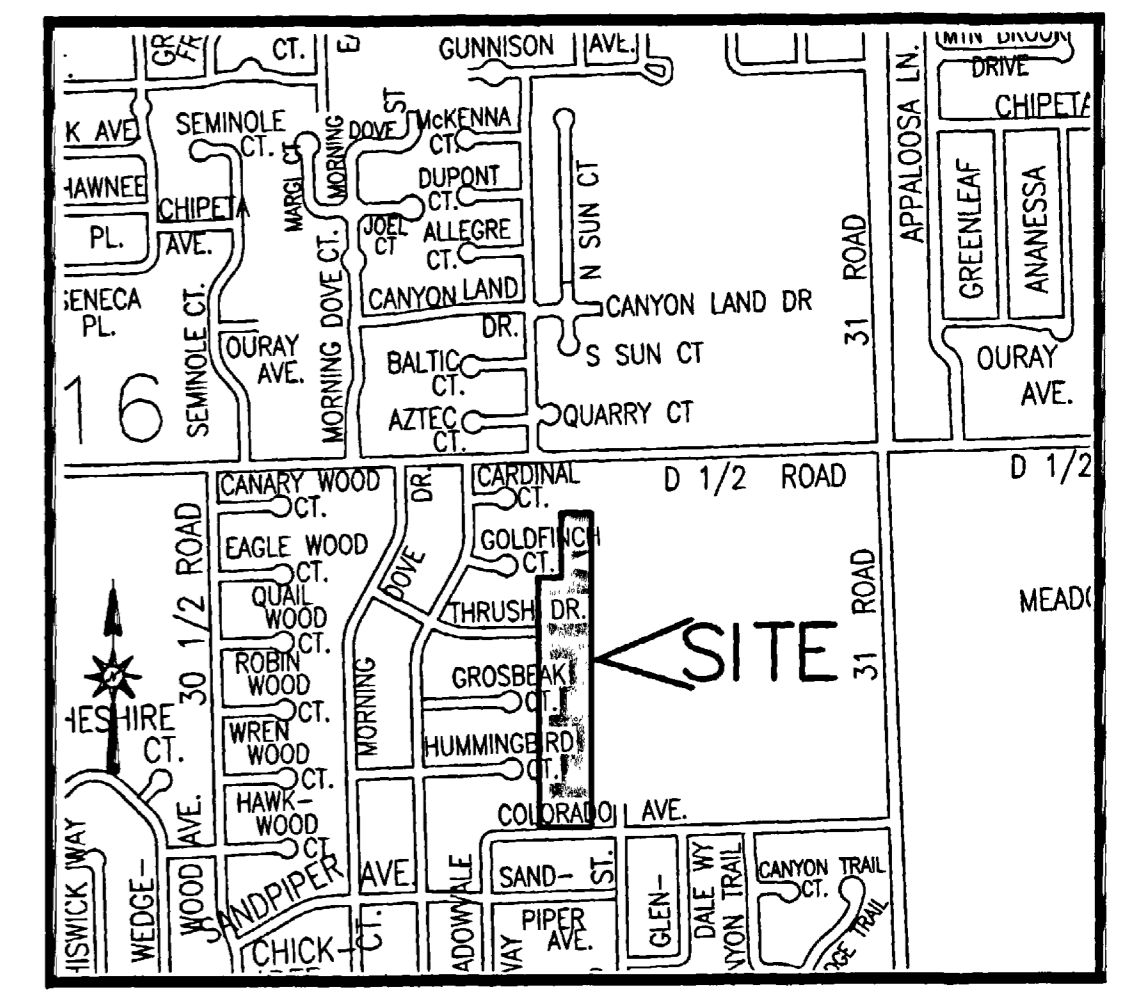 CT.
GUNNISON AVE.
DRIVE
CHIPETA
K AVE
SEMINOLE
CT.
MORNING
DOVE ST
McKENNA
CT.
MARGI CT
HAWNEE
PL.
CHIPETA
AVE.
DUPONT
CT.
JOEL
CT
ALLEGRE
CT.
N SUN CT
31 ROAD
APPALOOSA LN.
GREENLEAF
ANANESSA
SENECA
PL.
SEMINOLE CT.
MORNING DOVE CT.
CANYON LAND
DR.
CANYON LAND DR
S SUN CT
OURAY
AVE.
OURAY
AVE.
BALTIC
CT.
16
AZTEC
CT.
QUARRY CT
CANARY WOOD
CT.
DOVE DR.
CARDINAL
CT.
D 1/2 ROAD
D 1/2
30 1/2 ROAD
EAGLE WOOD
CT.
GOLDFINCH
CT.
QUAIL
WOOD
CT.
THRUSH DR.
31 ROAD
SITE
ROBIN
WOOD
CT.
MORNING
GROSBEAK
CT.
HESHIRE
CT.
WREN
WOOD
CT.
HUMMINGBIRD
CT.
HAWK-
WOOD
CT.
COLORADO AVE.
WEDGE-
WOOD AVE.
SANDPIPER AVE
SAND-
PIPER
AVE.
ST.
GLEN-
DALE WY
CANYON TRAIL
CT.
CHICK-
CT.